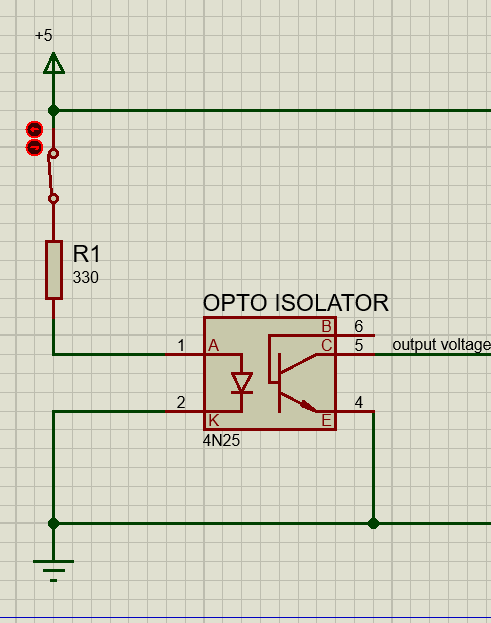 +5
R1
330
OPTO ISOLATOR
B 6
1 A C 5 output voltage
2 K E 4
4N25